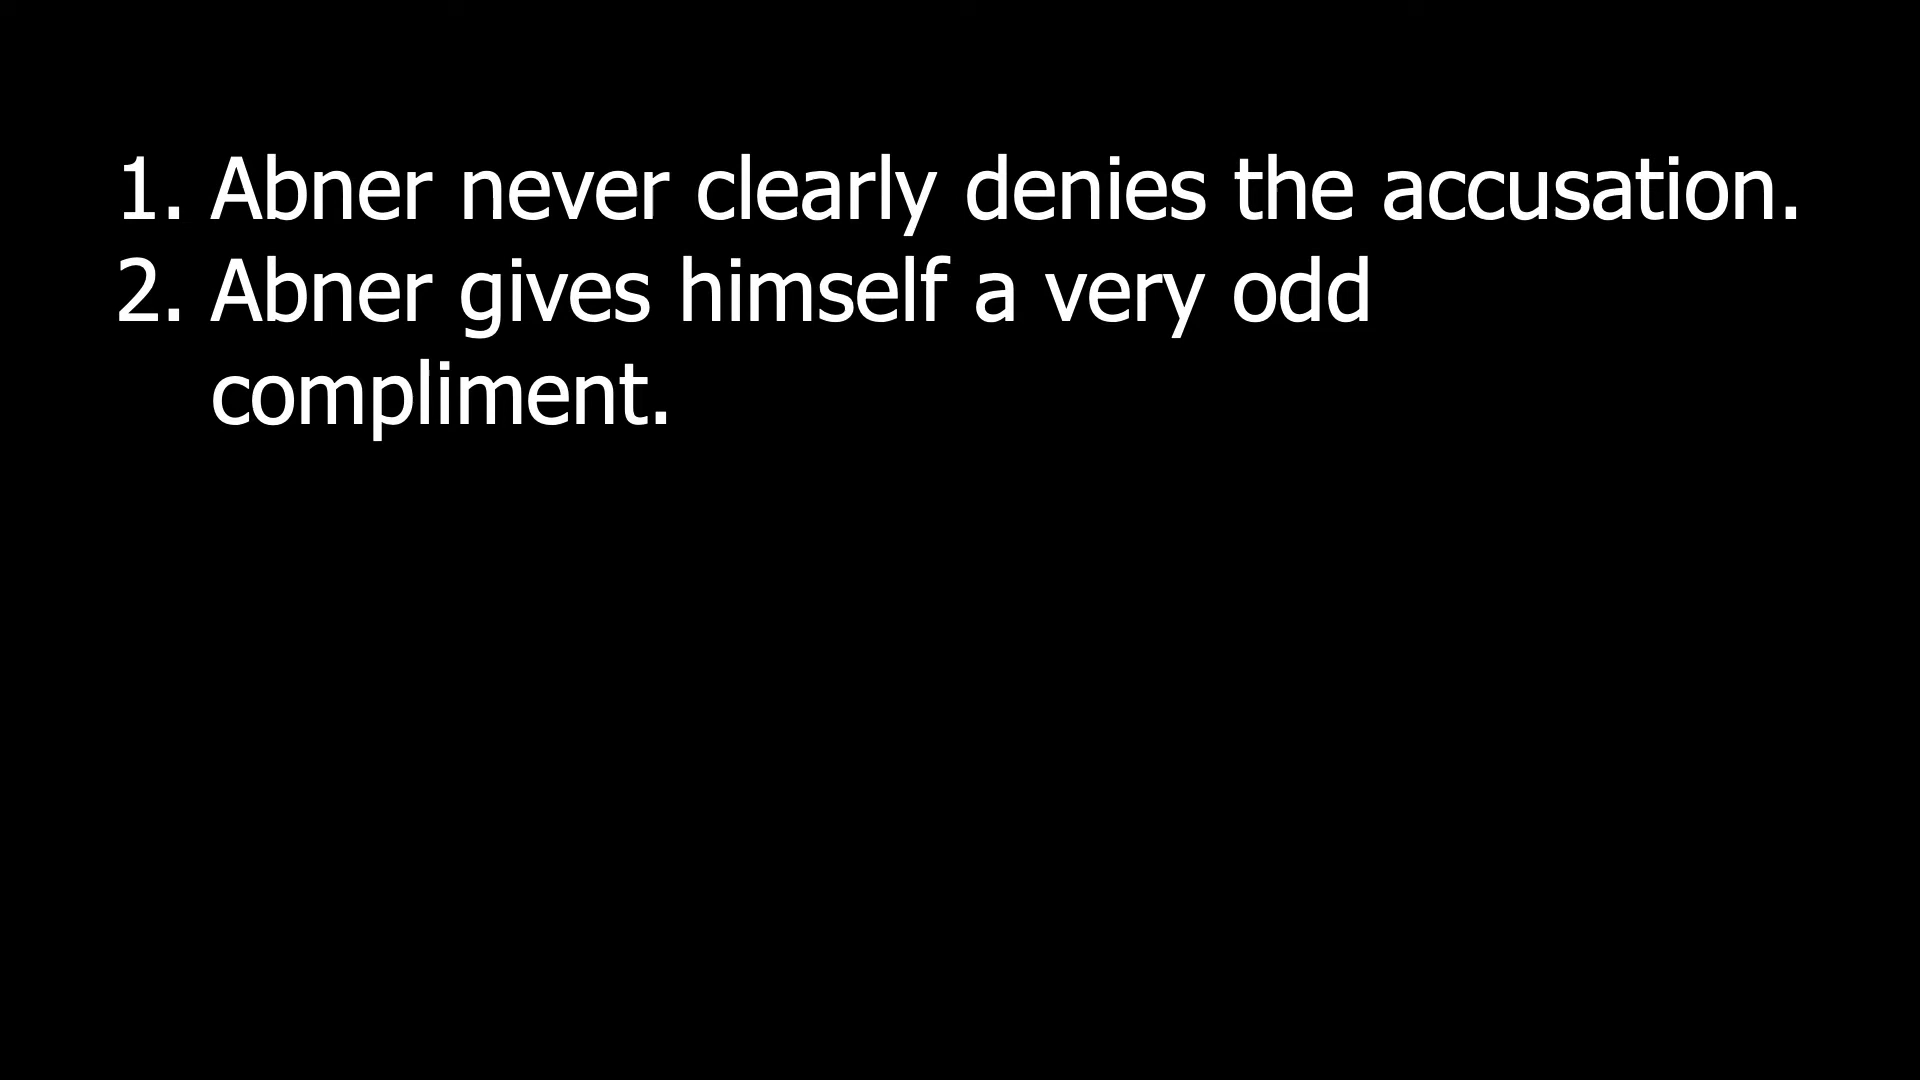 1. Abner never clearly denies the accusation.
2. Abner gives himself a very odd
compliment.